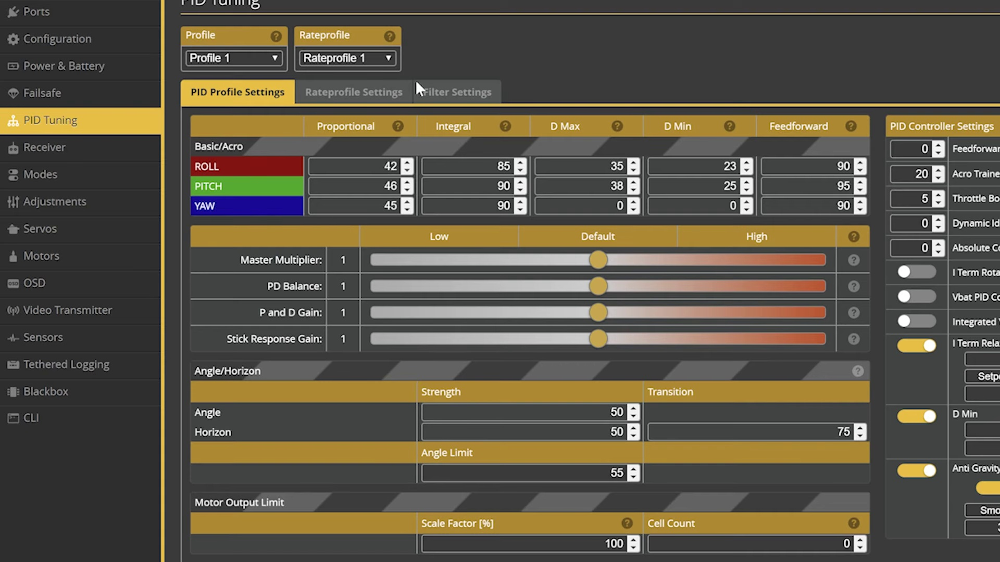 PID Tuning
Ports
Configuration
Power & Battery
Failsafe
PID Tuning
Receiver
Modes
Adjustments
Servos
Motors
OSD
OSD
Video Transmitter
Sensors
Tethered Logging
Blackbox
CLI
Profile ?
Profile 1
Rateprofile ?
Rateprofile 1
PID Profile Settings
Rateprofile Settings
Filter Settings
Proportional ? Integral ? D Max ? D Min ? Feedforward ?
Basic/Acro
ROLL 42 85 35 23 90
PITCH 46 90 38 25 95
YAW 45 90 0 0 90
Low Default High ?
Master Multiplier: 1 ?
PD Balance: 1 ?
P and D Gain: 1 ?
Stick Response Gain: 1 ?
Angle/Horizon ?
Strength Transition
Angle 50
Horizon 50 75
Angle Limit
55
Motor Output Limit
Scale Factor [%] ? Cell Count ?
100 0
PID Controller Settings
0 Feedforwar
20 Acro Traine
5 Throttle Bo
0 Dynamic Id
0 Absolute Co
I Term Rota
Vbat PID Co
Integrated
I Term Rela
Setp
D Min
Anti Gravity
Smo